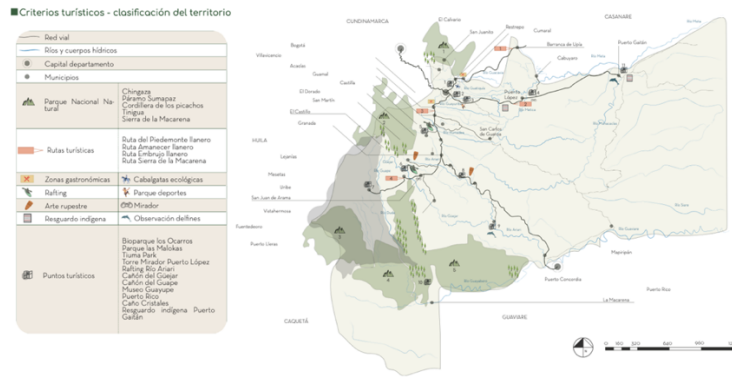 Criterios turísticos - clasificación del territorio
Red vial
Ríos y cuerpos hídricos
Capital departamento
Municipios
Parque Nacional Na-
tural
Chingaza
Páramo Sumapaz
Cordillera de los picachos
Tinigua
Sierra de la Macarena
Rutas turísticas
Ruta del Piedemonte llanero
Ruta Amanecer llanero
Ruta Embrujo llanero
Ruta Sierra de la Macarena
Zonas gastronómicas
Cabalgatas ecológicas
Rafting
Parque deportes
Arte rupestre
Mirador
Resguardo indígena
Observación delfines
Puntos turísticos
Bioparque los Ocarros
Parque las Malokas
Tiuma Park
Torre Mirador Puerto López
Rafting Río Ariari
Cañón del Güejar
Cañón del Guape
Museo Guayupe
Puerto Rico
Caño Cristales
Resguardo indígena Puerto
Gaitán
CUNDINAMARCA
El Calvario
San Juanito
Restrepo
Cumaral
CASANARE
Barranca de Upía
Cabuyaro
Puerto Gaitán
Bogotá
Villavicencio
Acacías
Guamal
Castilla
El Dorado
San Martín
El Castillo
Granada
Puerto
López
San Carlos
de Guaroa
HUILA
Lejanías
Mesetas
Uribe
San Juan de Arama
Vistahermosa
Fuentedeoro
Puerto Lleras
Mapiripán
Puerto Concordia
Puerto Rico
La Macarena
CAQUETÁ
GUAVIARE